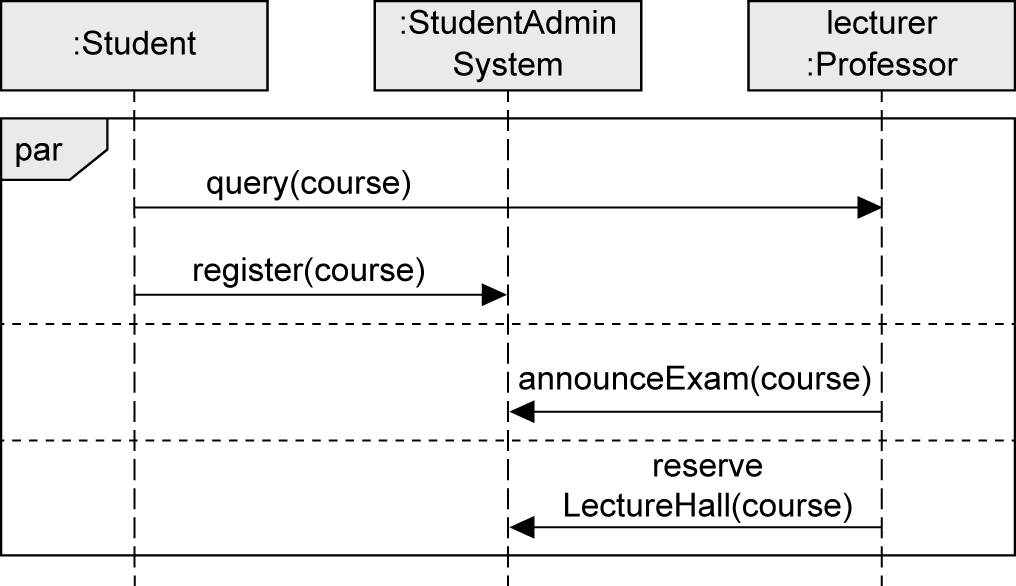 :Student
:StudentAdmin
System
lecturer
:Professor
par
query(course)
register(course)
announceExam(course)
reserve
LectureHall(course)